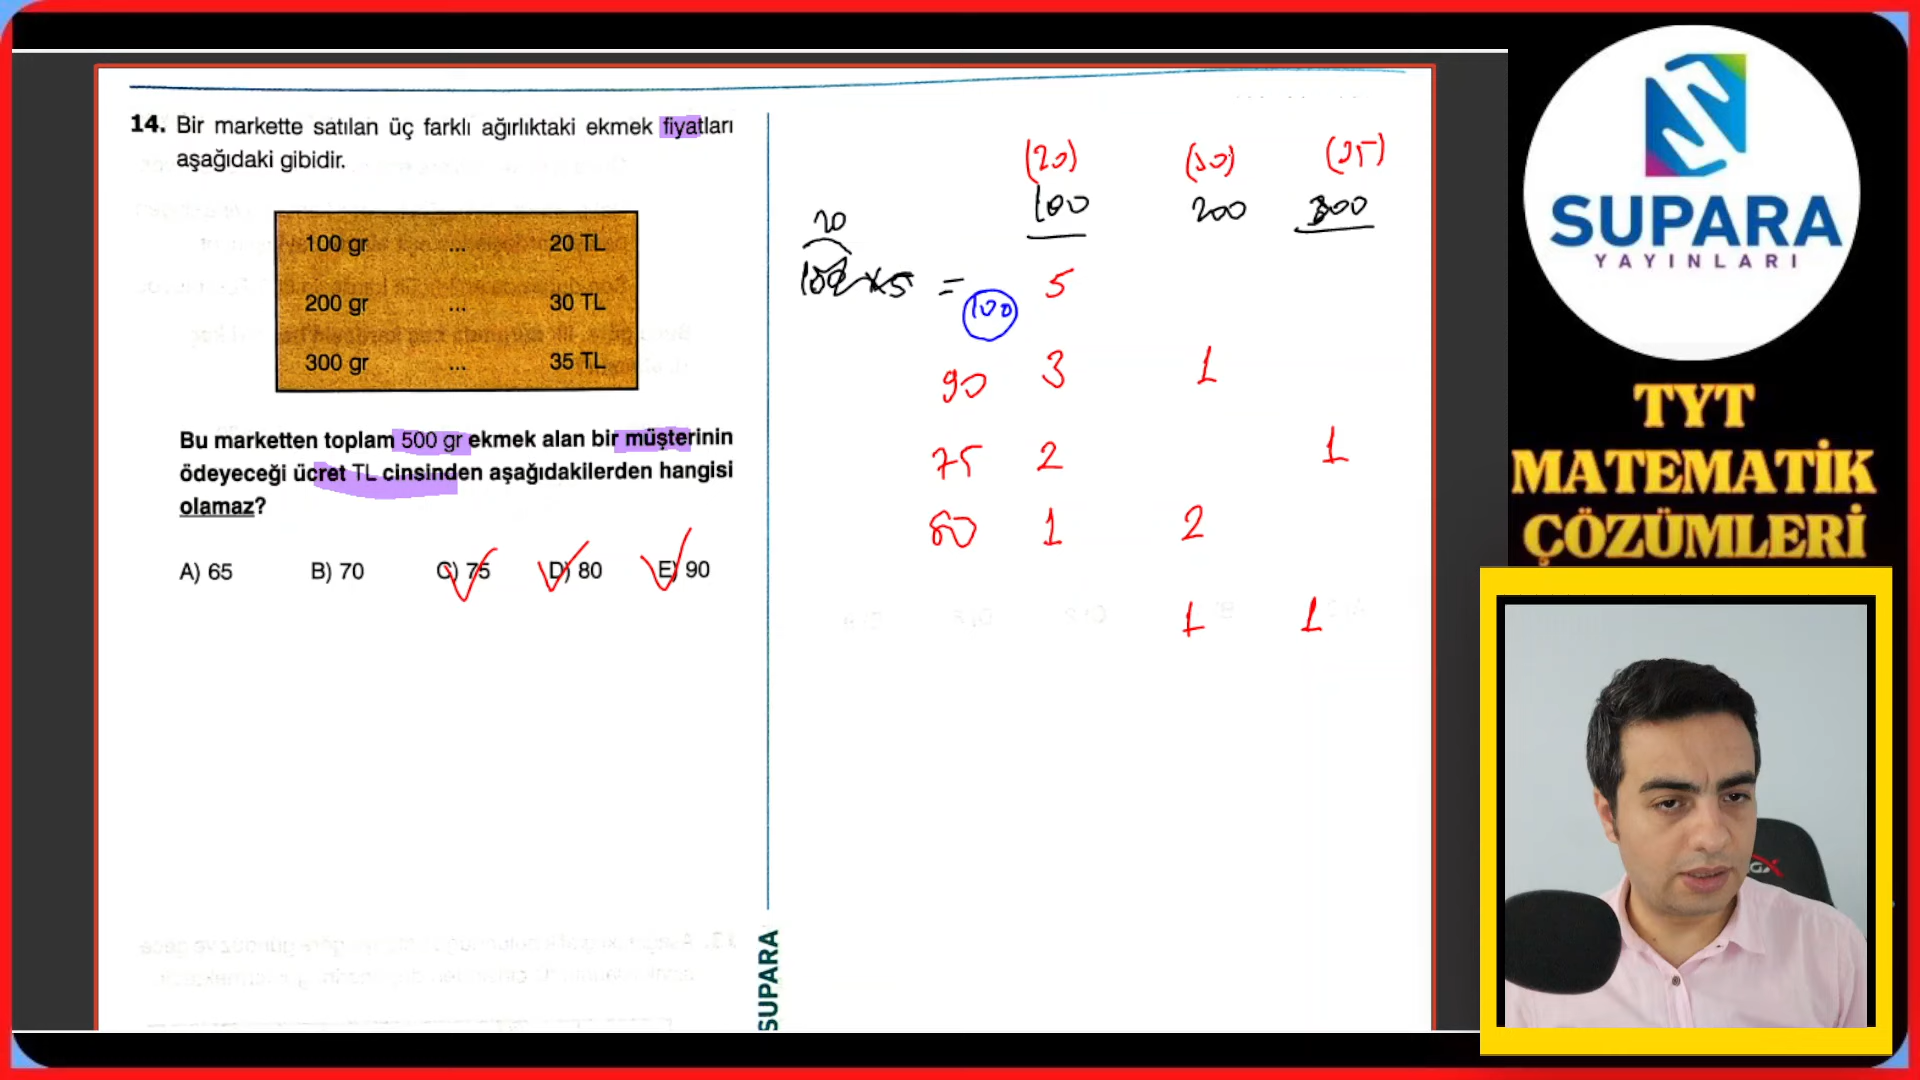 14. Bir markette satılan üç farklı ağırlıktaki ekmek fiyatları
aşağıdaki gibidir.
100 gr ... 20 TL
200 gr ... 30 TL
300 gr ... 35 TL
Bu marketten toplam 500 gr ekmek alan bir müşterinin
ödeyeceği ücret TL cinsinden aşağıdakilerden hangisi
olamaz?
A) 65 B) 70 C) 75 D) 80 E) 90
SUPARA
(20) (30) (35)
100 200 300
20
100 x 5 = 100 5
90 3 1
75 2 1
80 1 2
1 1
SUPARA
YAYINLARI
TYT
MATEMATİK
ÇÖZÜMLERİ